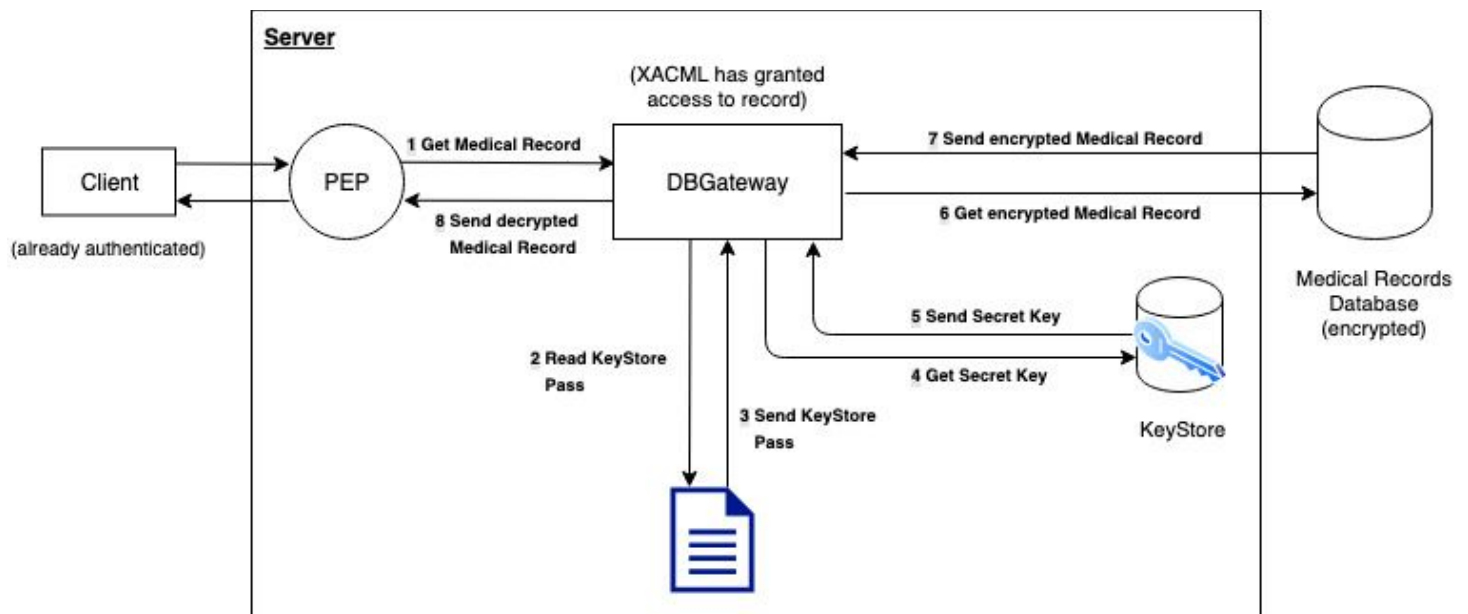 Server
(XACML has granted
access to record)
Client
(already authenticated)
PEP
1 Get Medical Record
8 Send decrypted
Medical Record
DBGateway
7 Send encrypted Medical Record
6 Get encrypted Medical Record
Medical Records
Database
(encrypted)
5 Send Secret Key
4 Get Secret Key
KeyStore
2 Read KeyStore
Pass
3 Send KeyStore
Pass